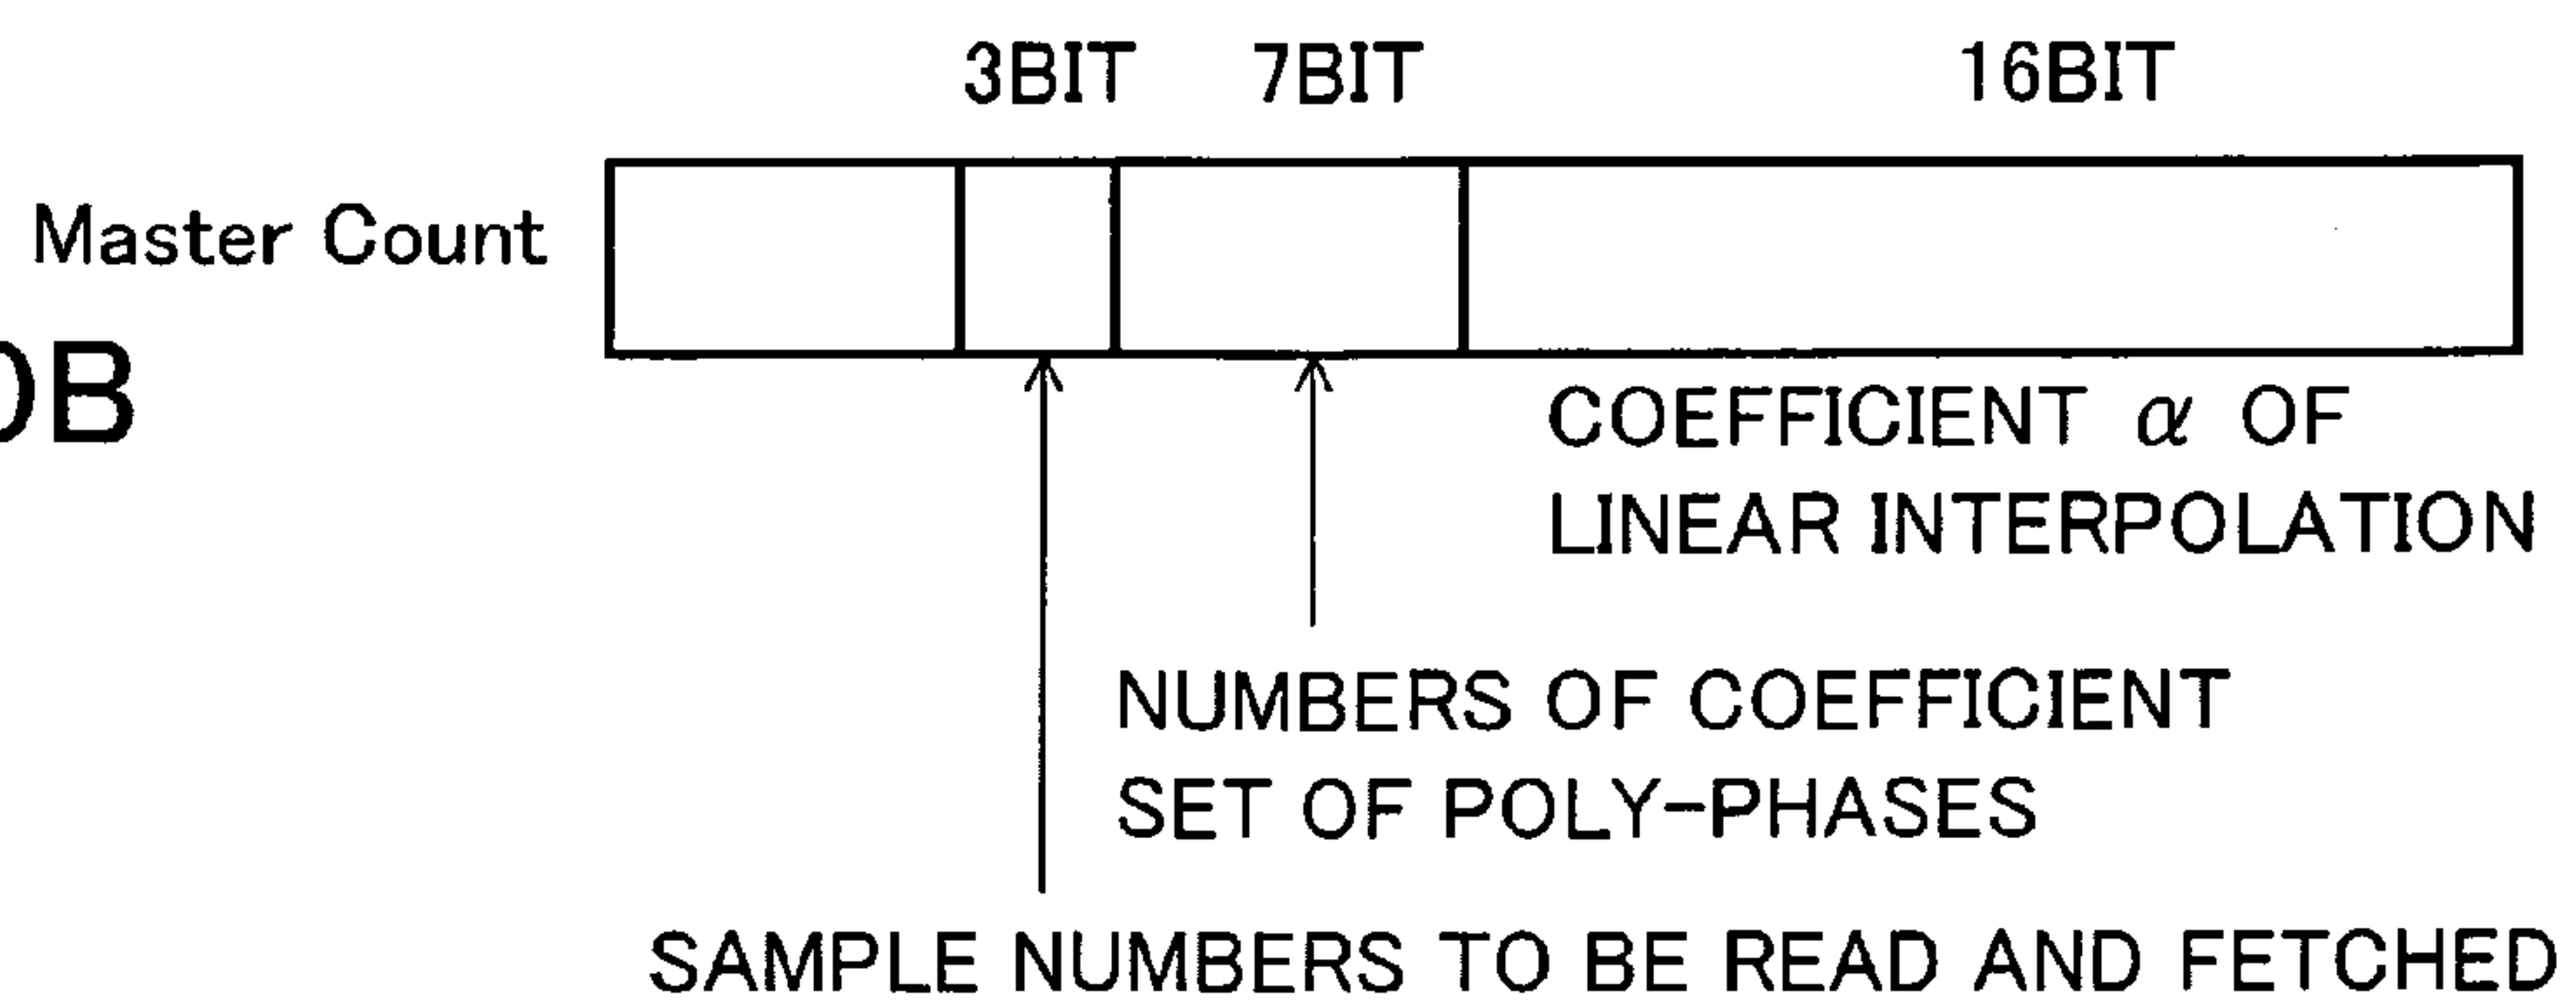 3BIT 7BIT 16BIT
Master Count
B
COEFFICIENT α OF
LINEAR INTERPOLATION
NUMBERS OF COEFFICIENT
SET OF POLY-PHASES
SAMPLE NUMBERS TO BE READ AND FETCHED